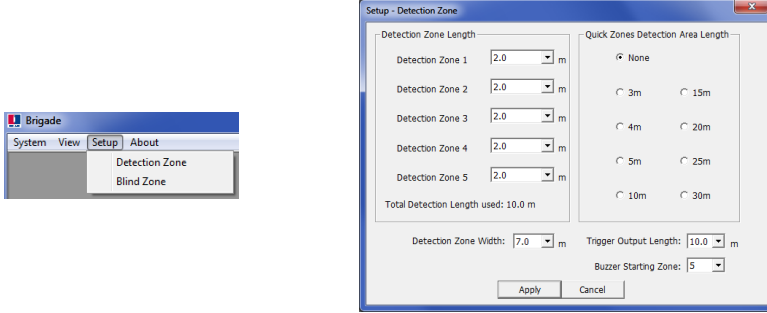 Brigade
System View Setup About
Detection Zone
Blind Zone
Setup - Detection Zone
Detection Zone Length
Detection Zone 1 2.0 m
Detection Zone 2 2.0 m
Detection Zone 3 2.0 m
Detection Zone 4 2.0 m
Detection Zone 5 2.0 m
Total Detection Length used: 10.0 m
Quick Zones Detection Area Length
None
3m 15m
4m 20m
5m 25m
10m 30m
Detection Zone Width: 7.0 m
Trigger Output Length: 10.0 m
Buzzer Starting Zone: 5
Apply Cancel